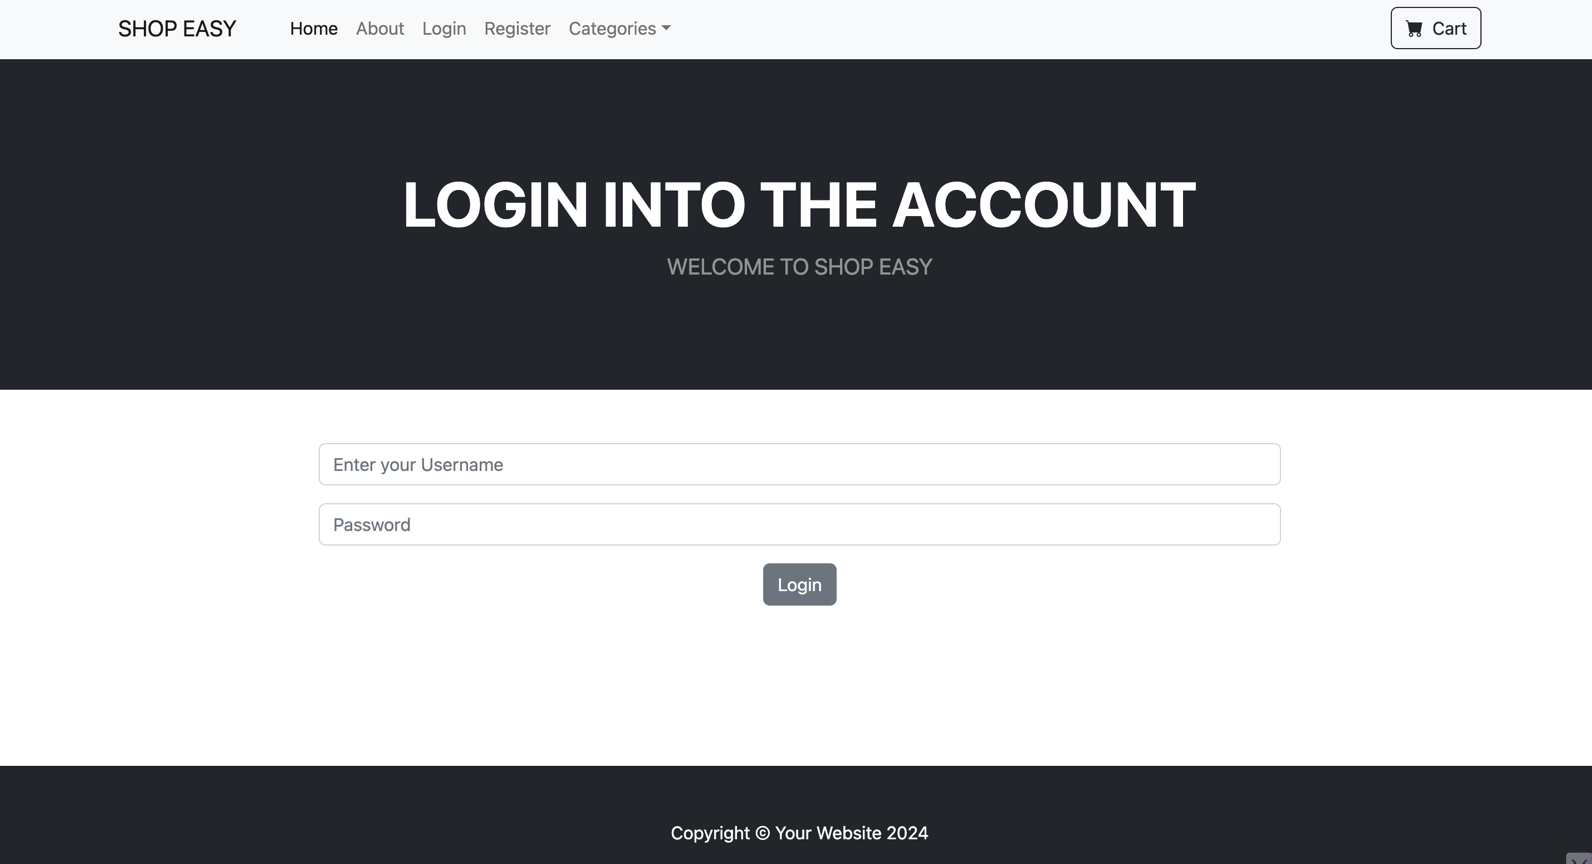 SHOP EASY Home About Login Register Categories Cart
LOGIN INTO THE ACCOUNT
WELCOME TO SHOP EASY
Enter your Username
Password
Login
Copyright © Your Website 2024